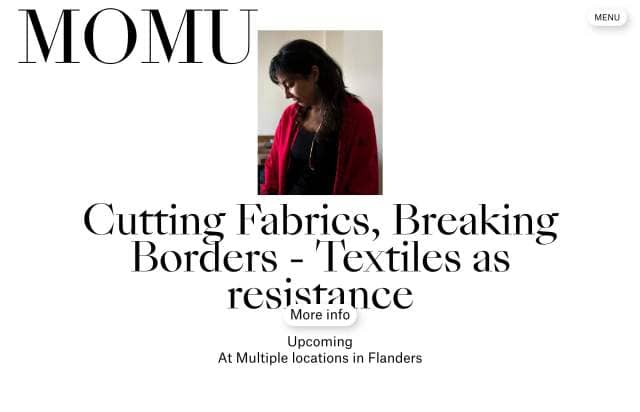 MOMU
MENU
Cutting Fabrics, Breaking
Borders - Textiles as
resistance
More info
Upcoming
At Multiple locations in Flanders